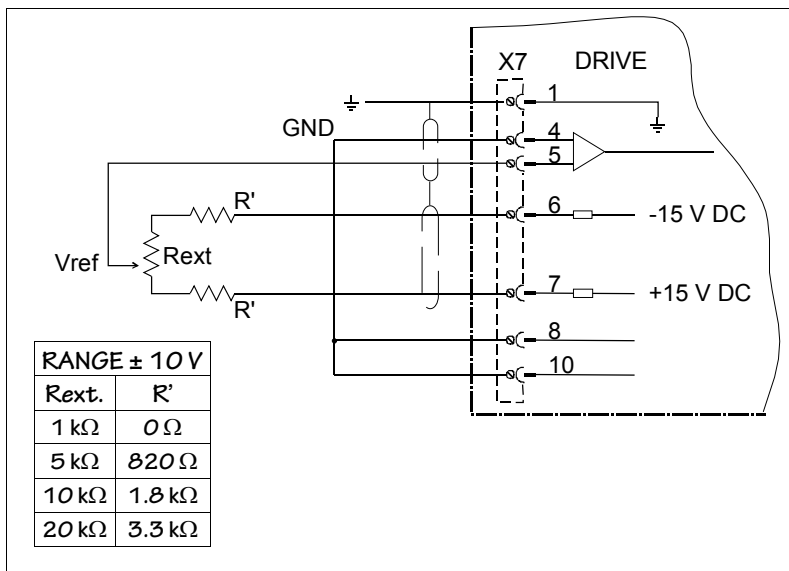 X7 DRIVE
1
GND
4
5
R'
6
-15 V DC
Vref
Rext
7
+15 V DC
R'
8
10
RANGE ± 10 V
Rext. R'
1 kΩ 0 Ω
5 kΩ 820 Ω
10 kΩ 1.8 kΩ
20 kΩ 3.3 kΩ